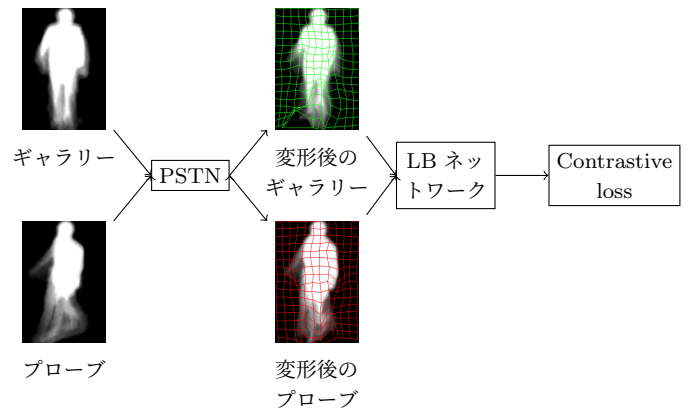 ギャラリー
PSTN
変形後の
ギャラリー
LB ネッ
トワーク
Contrastive
loss
プローブ
変形後の
プローブ